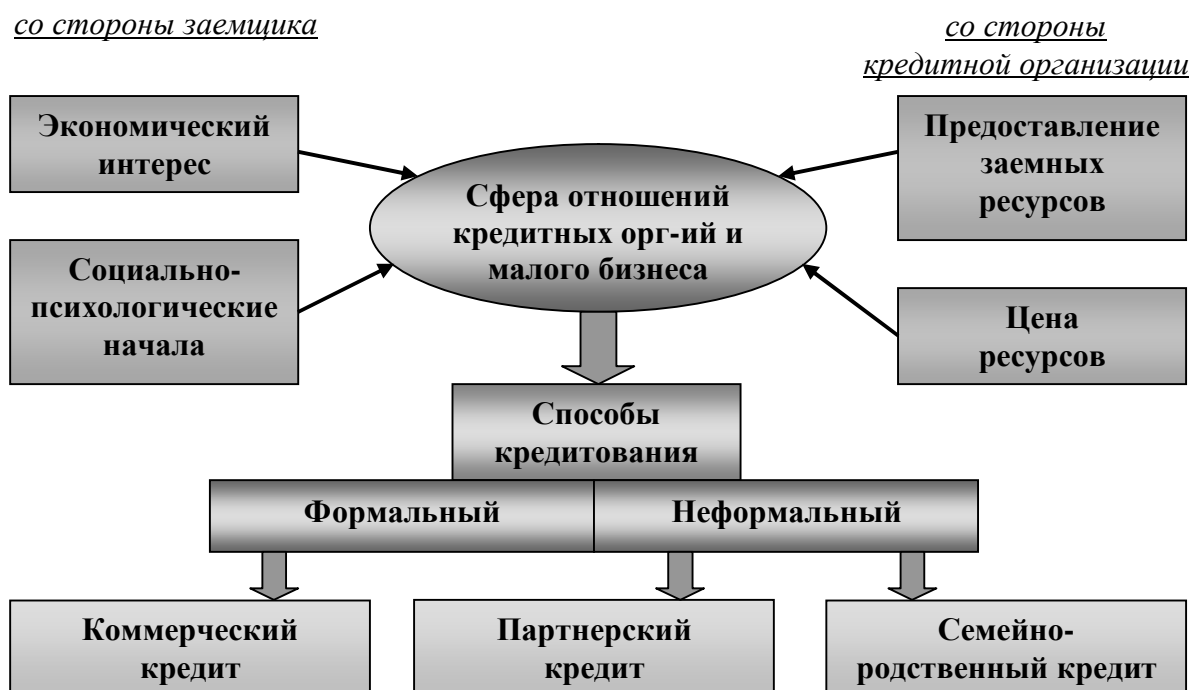 со стороны заемщика
со стороны
кредитной организации
Экономический
интерес
Предоставление
заемных
ресурсов
Сфера отношений
кредитных орг-ий и
малого бизнеса
Социально-
психологические
начала
Цена
ресурсов
Способы
кредитования
Формальный
Неформальный
Коммерческий
кредит
Партнерский
кредит
Семейно-
родственный кредит